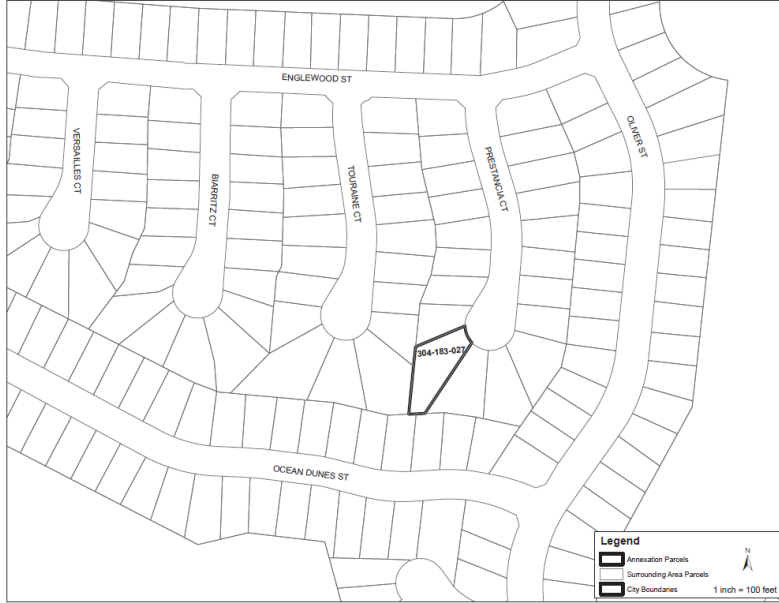 ENGLEWOOD ST
VERSAILLES CT
BIARRITZ CT
TOURAINE CT
PRESTANCIA CT
OLIVER ST
304-183-027
OCEAN DUNES ST
Legend
Annexation Parcels
Surrounding Area Parcels
City Boundaries
N
1 inch = 100 feet